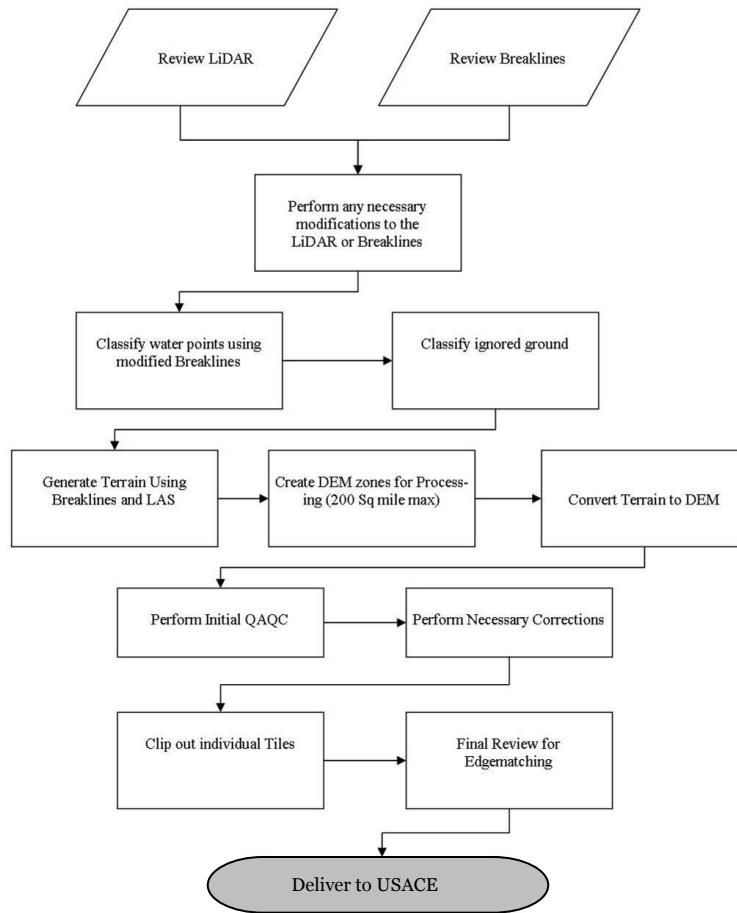 Review LiDAR
Review Breaklines
Perform any necessary
modifications to the
LiDAR or Breaklines
Classify water points using
modified Breaklines
Classify ignored ground
Generate Terrain Using
Breaklines and LAS
Create DEM zones for Process-
ing (200 Sq mile max)
Convert Terrain to DEM
Perform Initial QAQC
Perform Necessary Corrections
Clip out individual Tiles
Final Review for
Edgematching
Deliver to USACE